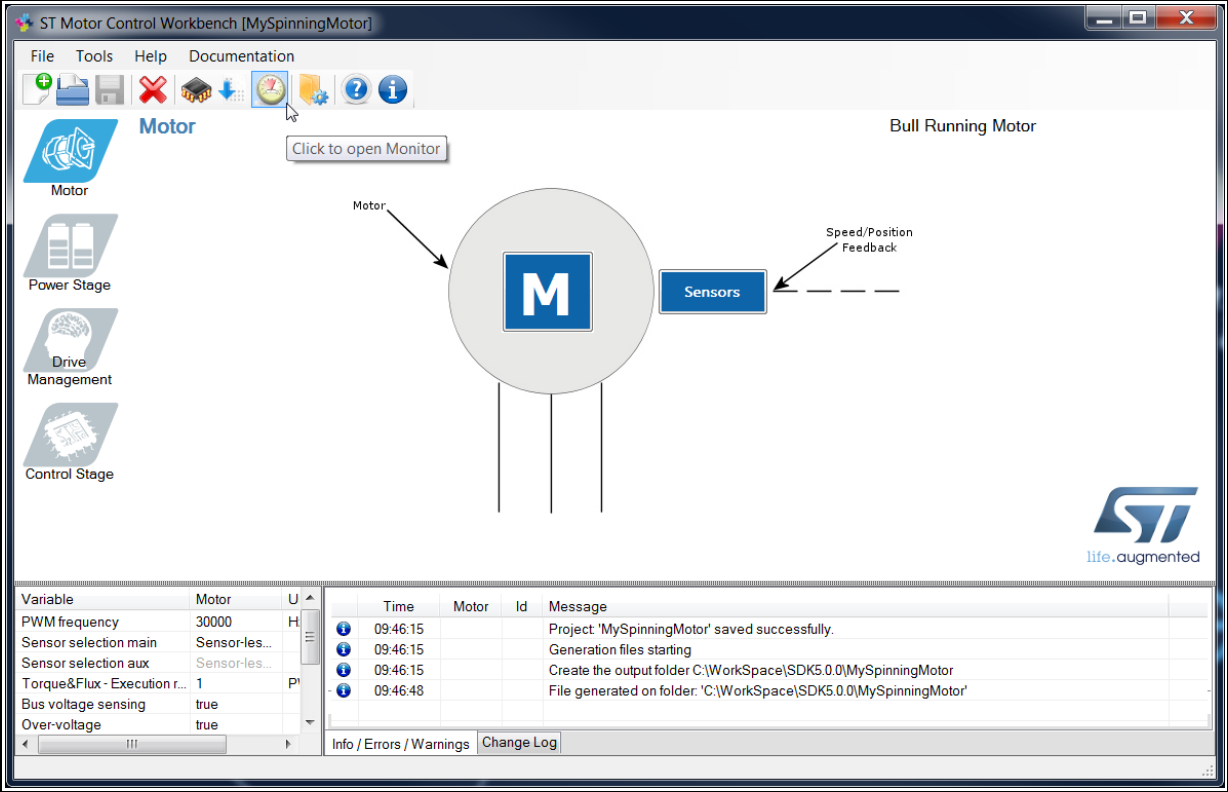 ST Motor Control Workbench [MySpinningMotor]
File Tools Help Documentation
Motor
Bull Running Motor
Click to open Monitor
Motor
Power Stage
Drive
Management
Control Stage
Motor
M
Sensors
Speed/Position
Feedback
ST
life.augmented
Variable Motor U
PWM frequency 30000 H
Sensor selection main Sensor-les...
Sensor selection aux Sensor-les...
Torque&Flux - Execution r... 1 P
Bus voltage sensing true
Over-voltage true
Time Motor Id Message
09:46:15 Project: 'MySpinningMotor' saved successfully.
09:46:15 Generation files starting
09:46:15 Create the output folder C:\WorkSpace\SDK5.0.0\MySpinningMotor
09:46:48 File generated on folder: 'C:\WorkSpace\SDK5.0.0\MySpinningMotor'
Info / Errors / Warnings Change Log